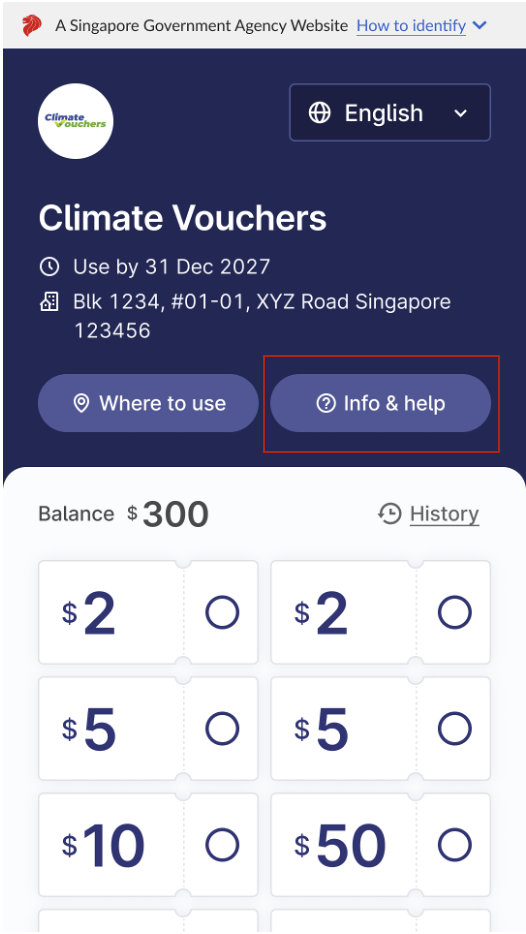 A Singapore Government Agency Website How to identify
Climate
Vouchers
English
Climate Vouchers
Use by 31 Dec 2027
Blk 1234, #01-01, XYZ Road Singapore
123456
Where to use
Info & help
Balance $300
History
$2
$2
$5
$5
$10
$50